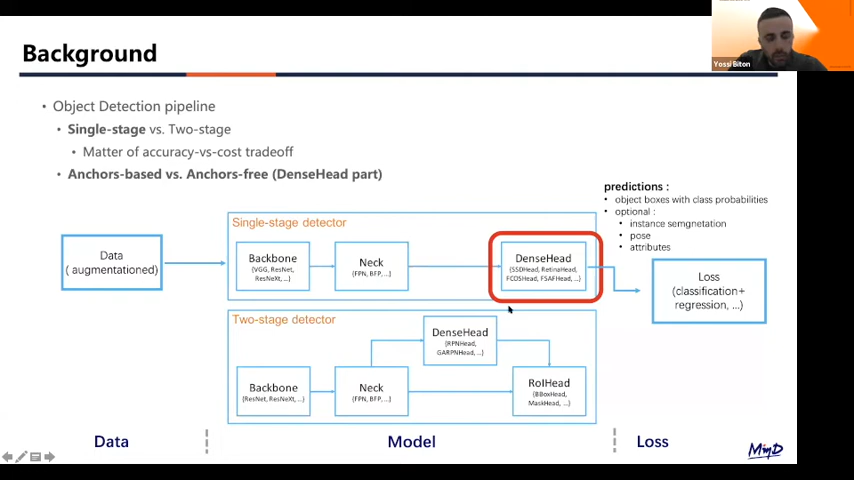 Background
Yossi Biton
• Object Detection pipeline
• Single-stage vs. Two-stage
• Matter of accuracy-vs-cost tradeoff
• Anchors-based vs. Anchors-free (DenseHead part)
predictions :
• object boxes with class probabilities
• optional :
• instance semgnetation
• pose
• attributes
Single-stage detector
Data
( augmentationed)
Backbone
(VGG, ResNet,
ResNeXt, ...)
Neck
(FPN, BFP, ...)
DenseHead
(SSDHead, RetinaHead,
FCOSHead, FSAFHead, ...)
Loss
(classification+
regression, ...)
Two-stage detector
DenseHead
(RPNHead,
GARPNHead, ...)
Backbone
(ResNet, ResNeXt, ...)
Neck
(FPN, BFP, ...)
RoIHead
(BBoxHead,
MaskHead, ...)
Data
Model
Loss
MinD